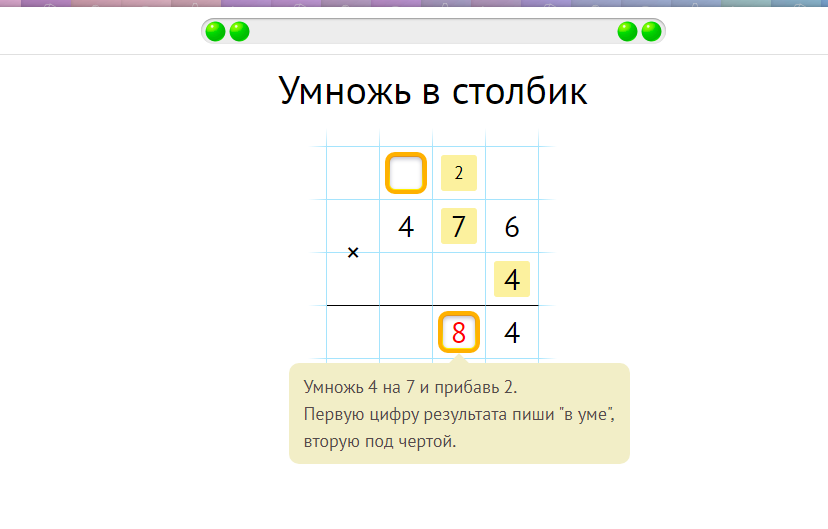 Умножь в столбик
2
4 7 6
×
4
8 4
Умножь 4 на 7 и прибавь 2.
Первую цифру результата пиши "в уме",
вторую под чертой.